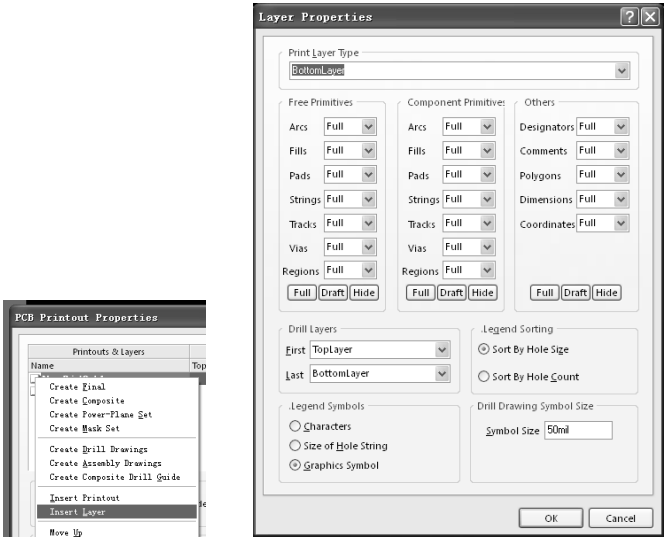 Layer Properties
Print Layer Type
BottomLayer
Free Primitives
Arcs Full
Fills Full
Pads Full
Strings Full
Tracks Full
Vias Full
Regions Full
Full Draft Hide
Component Primitives
Arcs Full
Fills Full
Pads Full
Strings Full
Tracks Full
Vias Full
Regions Full
Full Draft Hide
Others
Designators Full
Comments Full
Polygons Full
Dimensions Full
Coordinates Full
Full Draft Hide
Drill Layers
First TopLayer
Last BottomLayer
.Legend Sorting
Sort By Hole Size
Sort By Hole Count
.Legend Symbols
Characters
Size of Hole String
Graphics Symbol
Drill Drawing Symbol Size
Symbol Size 50mil
OK Cancel
PCB Printout Properties
Printouts & Layers
Name Top
Create Final
Create Composite
Create Power-Plane Set
Create Mask Set
Create Drill Drawings
Create Assembly Drawings
Create Composite Drill Guide
Insert Printout
Insert Layer
Move Up